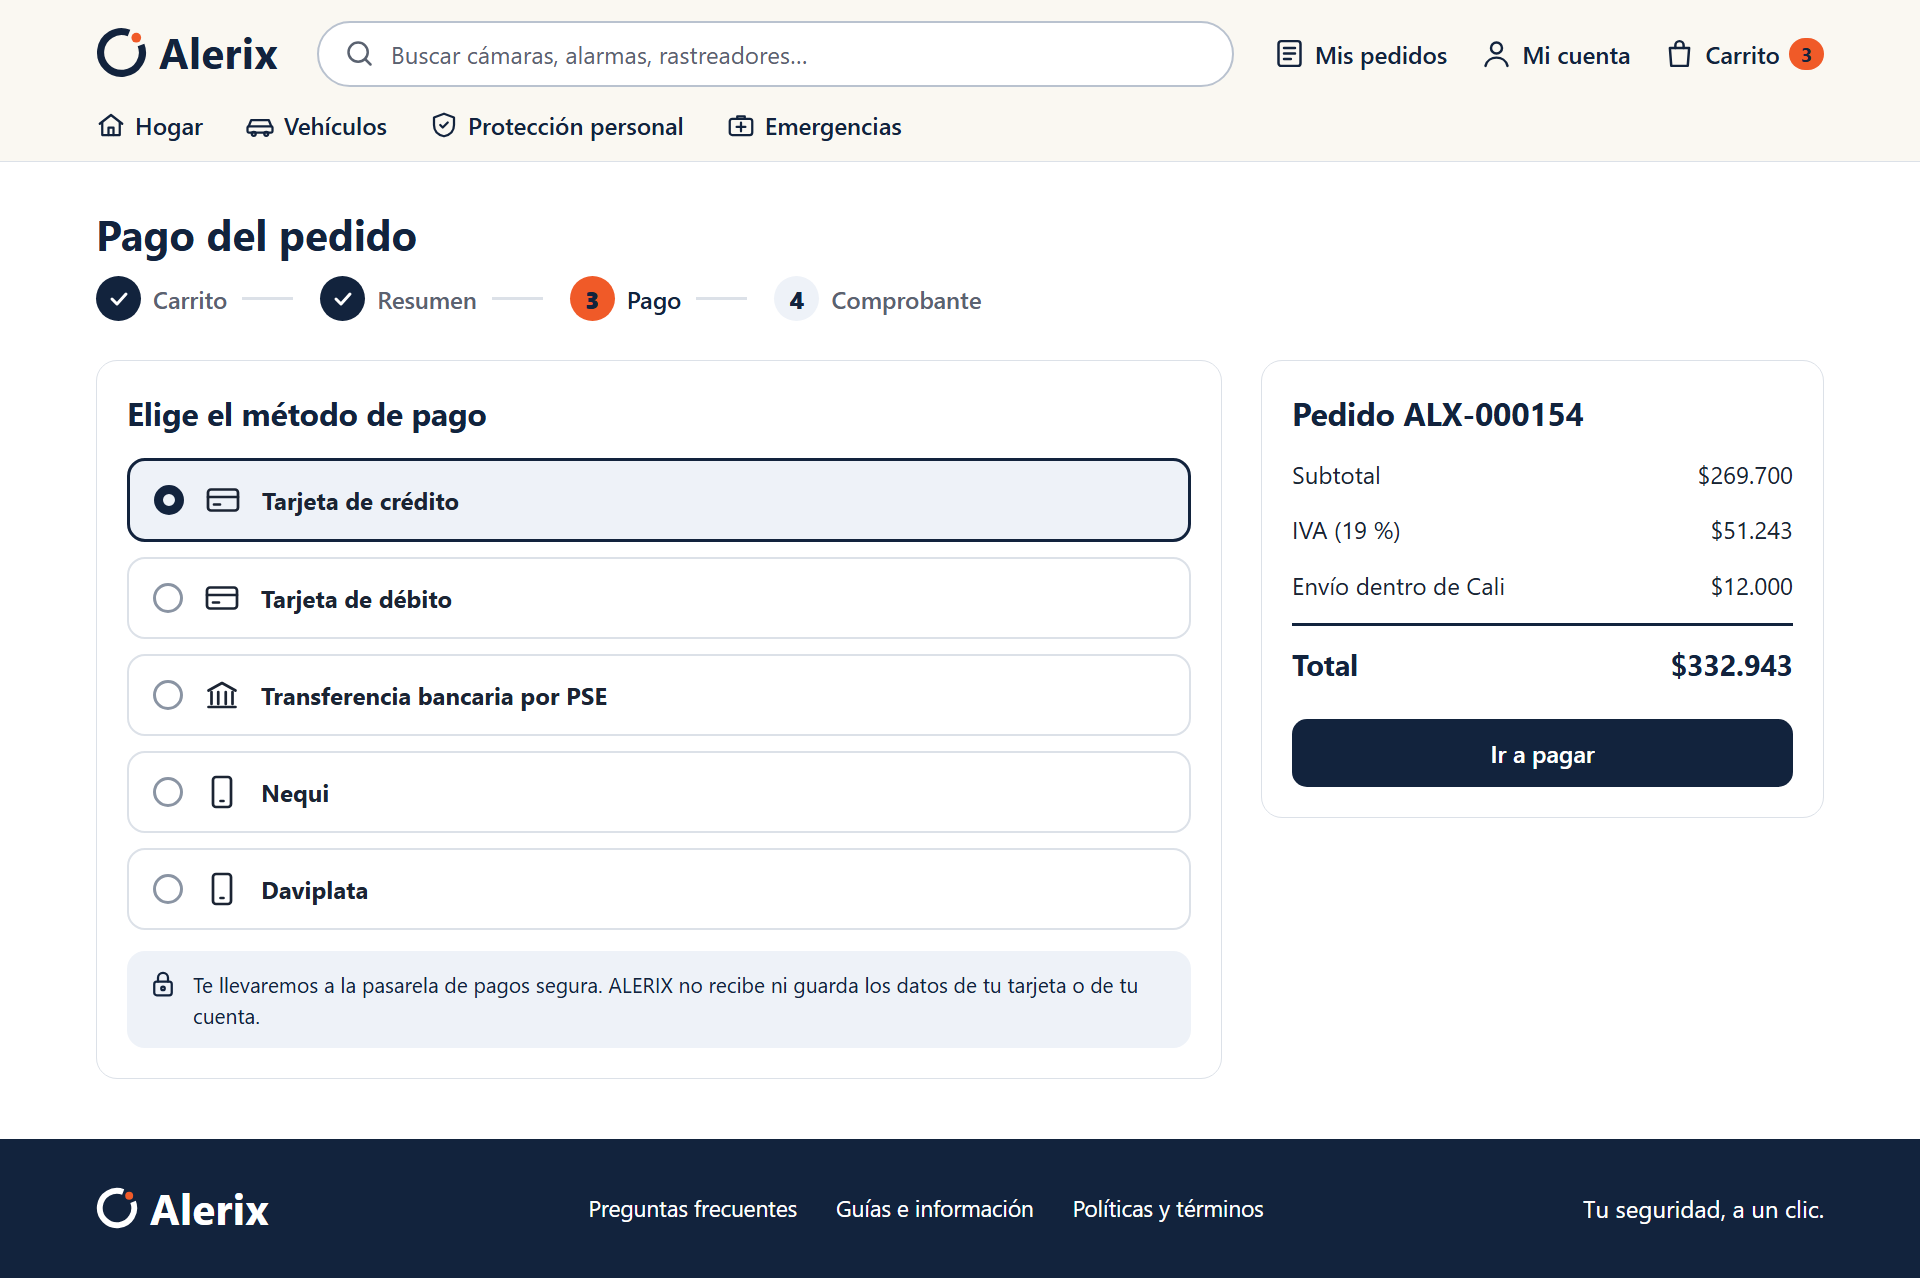 Alerix
Buscar cámaras, alarmas, rastreadores...
Mis pedidos
Mi cuenta
Carrito 3
Hogar
Vehículos
Protección personal
Emergencias
Pago del pedido
Carrito
Resumen
3 Pago
4 Comprobante
Elige el método de pago
Tarjeta de crédito
Tarjeta de débito
Transferencia bancaria por PSE
Nequi
Daviplata
Te llevaremos a la pasarela de pagos segura. ALERIX no recibe ni guarda los datos de tu tarjeta o de tu
cuenta.
Pedido ALX-000154
Subtotal $269.700
IVA (19 %) $51.243
Envío dentro de Cali $12.000
Total $332.943
Ir a pagar
Alerix
Preguntas frecuentes
Guías e información
Políticas y términos
Tu seguridad, a un clic.